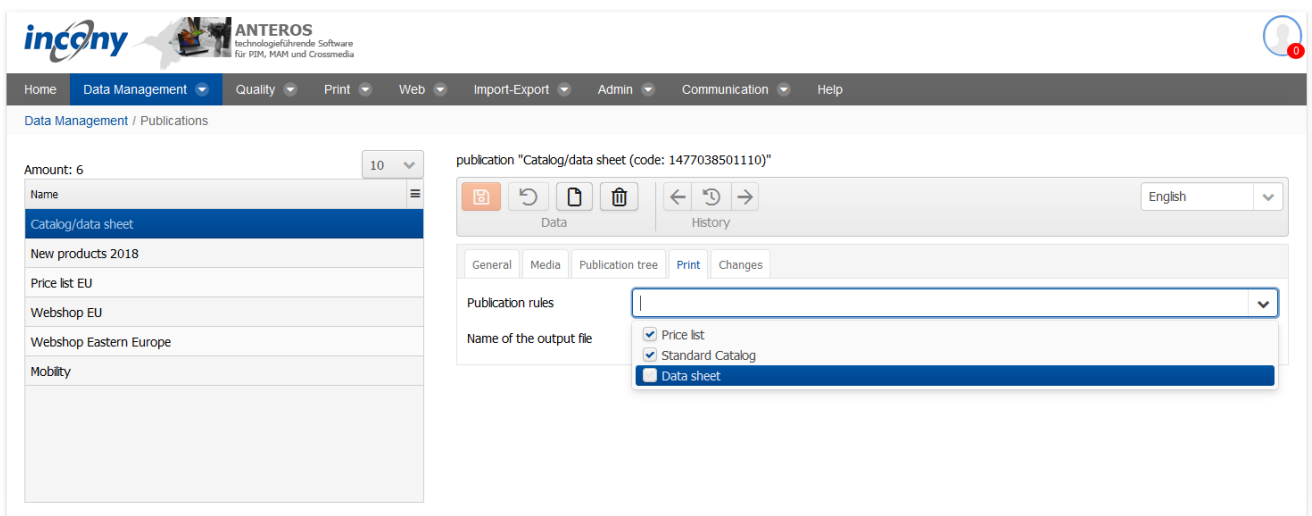 incony
ANTEROS
technologieführende Software
für PIM, MAM und Crossmedia
0
Home Data Management Quality Print Web Import-Export Admin Communication Help
Data Management / Publications
Amount: 6 10
Name
Catalog/data sheet
New products 2018
Price list EU
Webshop EU
Webshop Eastern Europe
Mobility
publication "Catalog/data sheet (code: 1477038501110)"
Data History English
General Media Publication tree Print Changes
Publication rules
Name of the output file
Price list
Standard Catalog
Data sheet